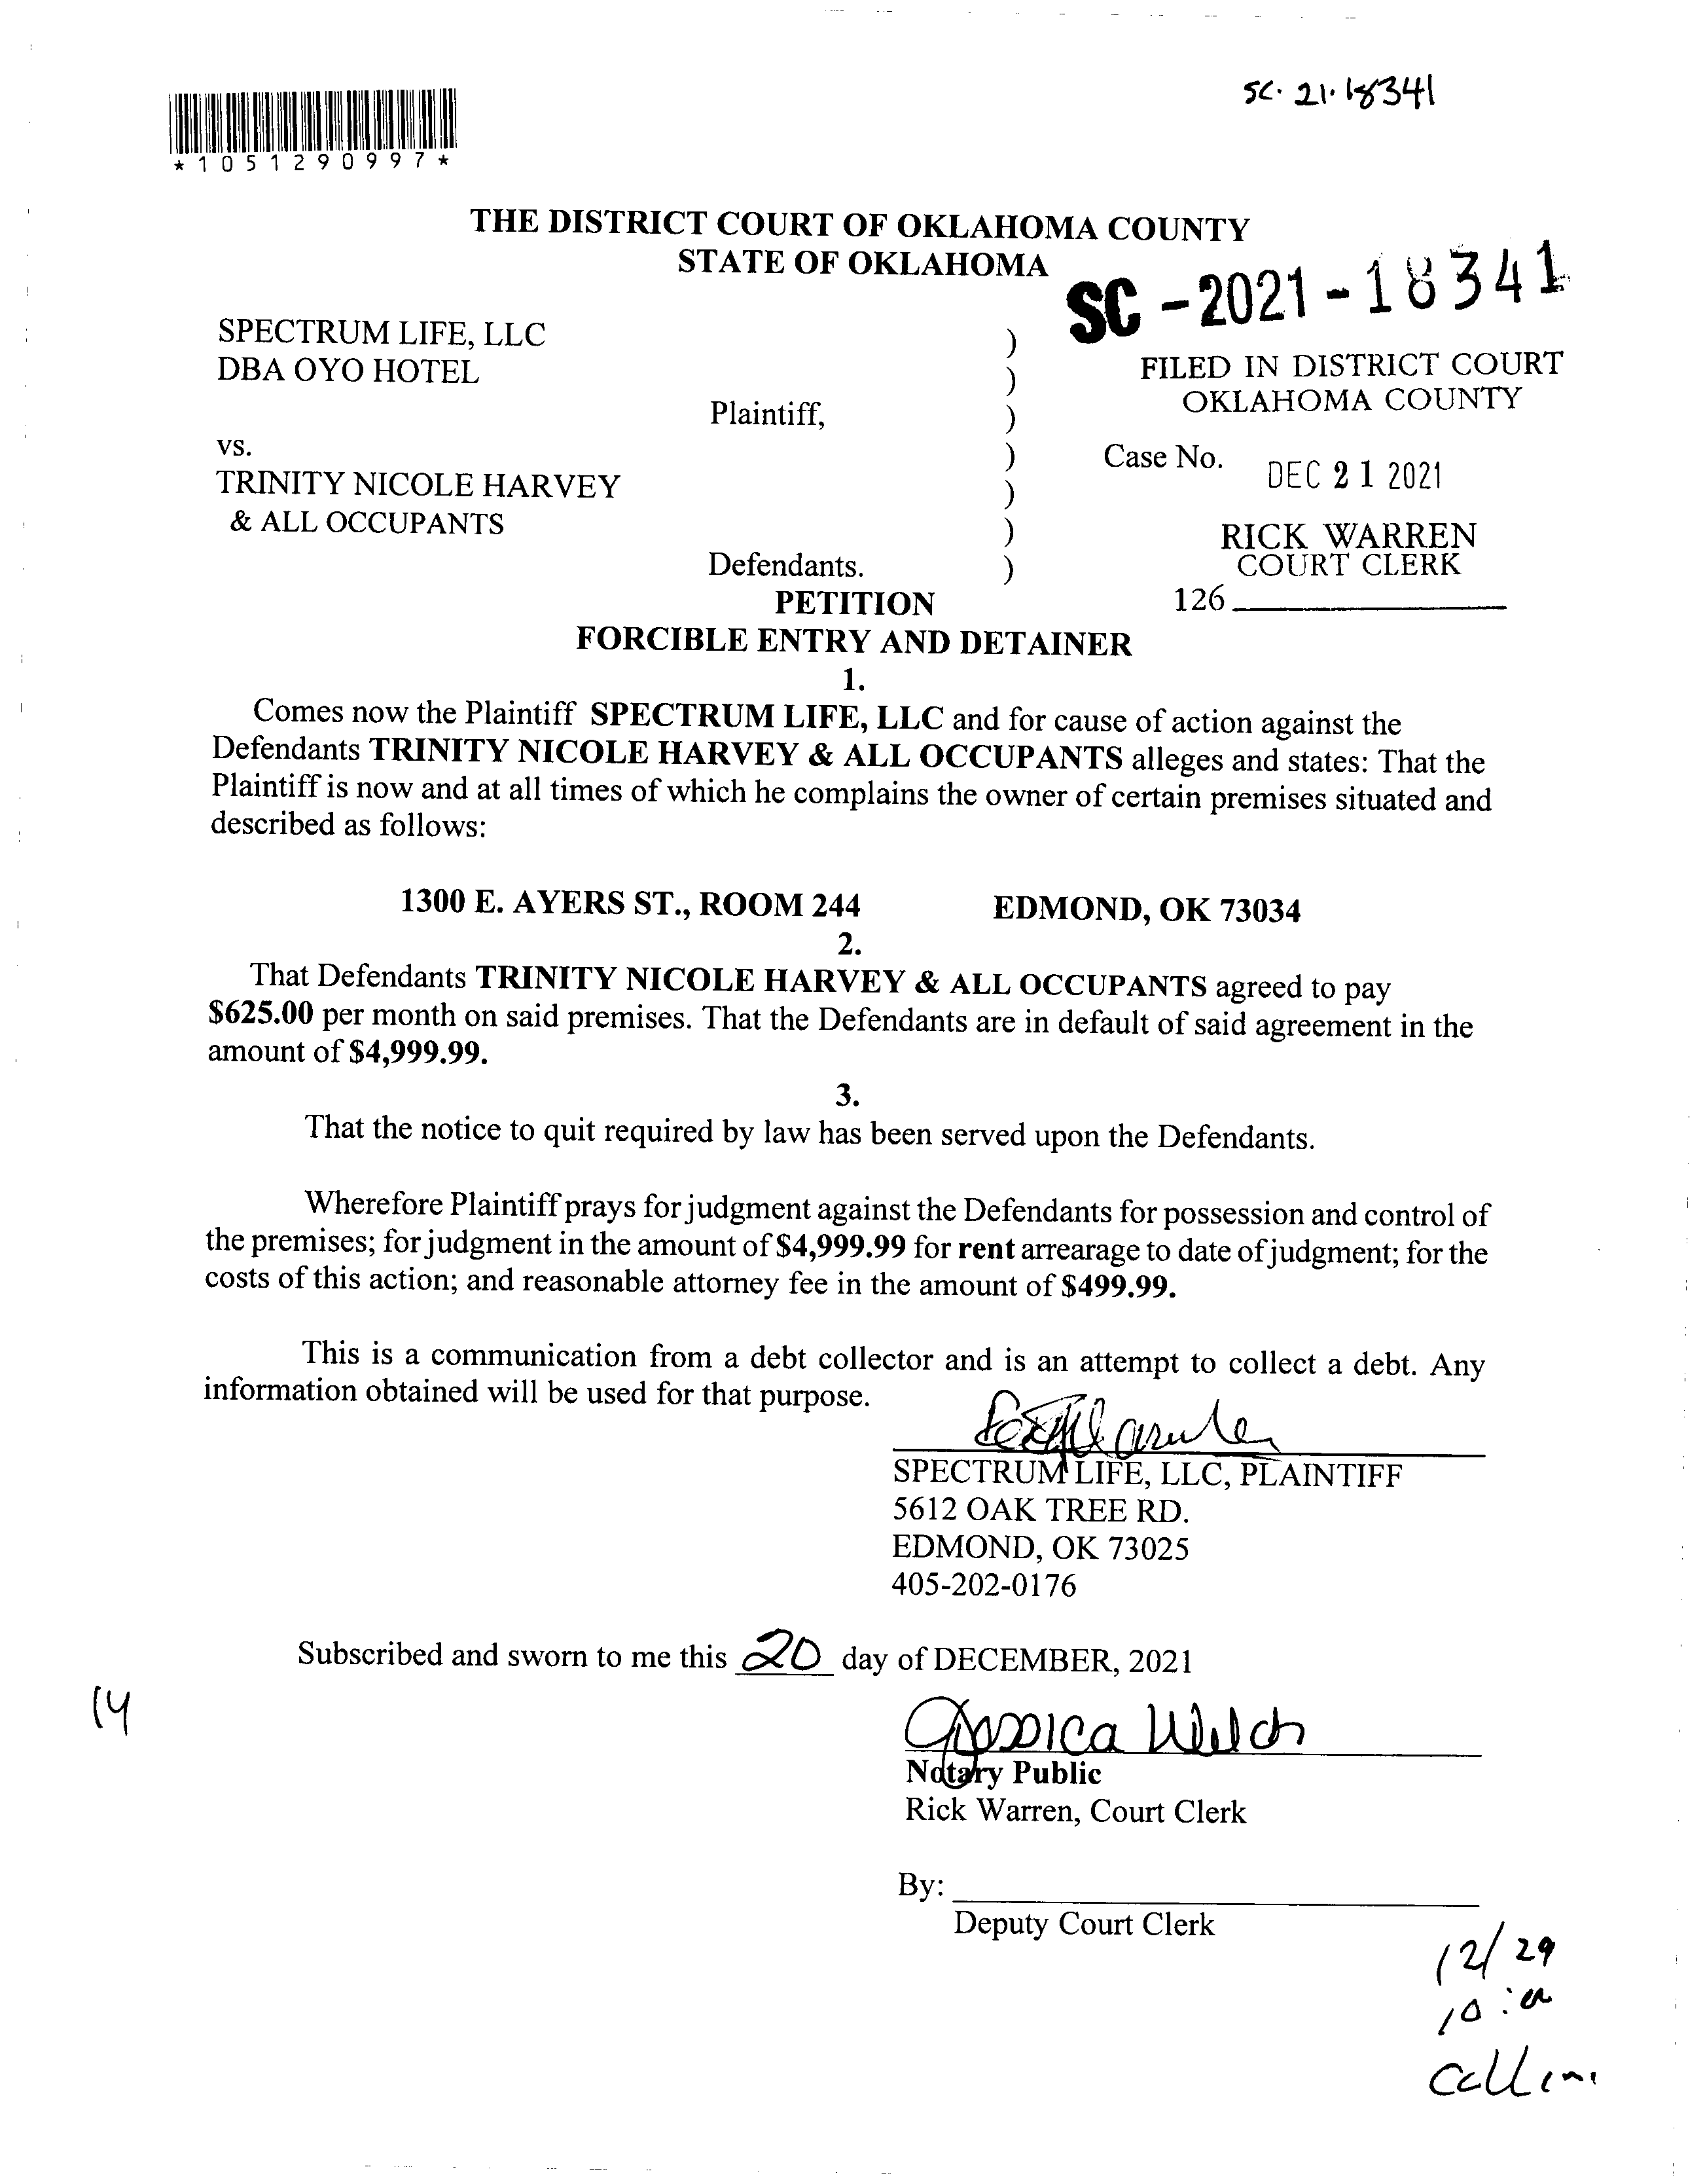 SC. 21. 18341
*1051290997*
THE DISTRICT COURT OF OKLAHOMA COUNTY
STATE OF OKLAHOMA
SC - 2021 - 18341
SPECTRUM LIFE, LLC )
DBA OYO HOTEL )
FILED IN DISTRICT COURT
OKLAHOMA COUNTY
Plaintiff, )
vs. ) Case No.
DEC 21 2021
TRINITY NICOLE HARVEY )
& ALL OCCUPANTS )
RICK WARREN
COURT CLERK
Defendants. )
126
PETITION
FORCIBLE ENTRY AND DETAINER
1.
Comes now the Plaintiff SPECTRUM LIFE, LLC and for cause of action against the
Defendants TRINITY NICOLE HARVEY & ALL OCCUPANTS alleges and states: That the
Plaintiff is now and at all times of which he complains the owner of certain premises situated and
described as follows:
1300 E. AYERS ST., ROOM 244 EDMOND, OK 73034
2.
That Defendants TRINITY NICOLE HARVEY & ALL OCCUPANTS agreed to pay
$625.00 per month on said premises. That the Defendants are in default of said agreement in the
amount of $4,999.99.
3.
That the notice to quit required by law has been served upon the Defendants.
Wherefore Plaintiff prays for judgment against the Defendants for possession and control of
the premises; for judgment in the amount of $4,999.99 for rent arrearage to date of judgment; for the
costs of this action; and reasonable attorney fee in the amount of $499.99.
This is a communication from a debt collector and is an attempt to collect a debt. Any
information obtained will be used for that purpose.
SPECTRUM LIFE, LLC, PLAINTIFF
5612 OAK TREE RD.
EDMOND, OK 73025
405-202-0176
Subscribed and sworn to me this 20 day of DECEMBER, 2021
14
Jessica Welch
Notary Public
Rick Warren, Court Clerk
By:
Deputy Court Clerk
12/29